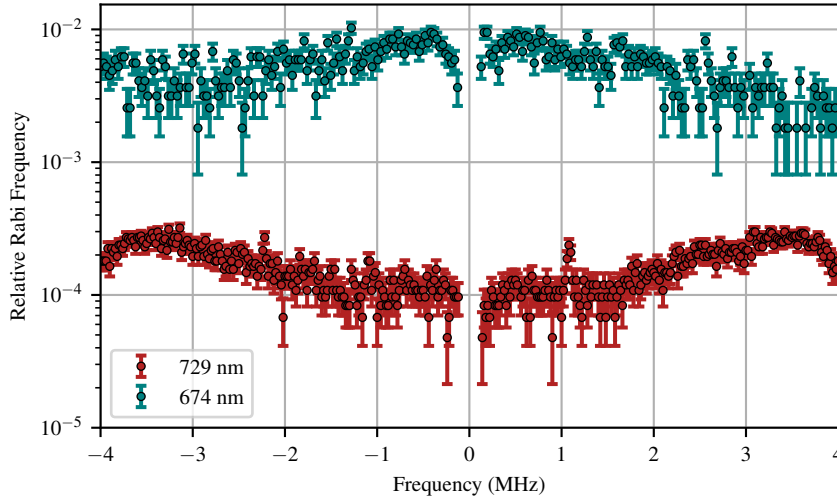 10⁻²
10⁻³
10⁻⁴
10⁻⁵
Relative Rabi Frequency
729 nm
674 nm
−4 −3 −2 −1 0 1 2 3 4
Frequency (MHz)